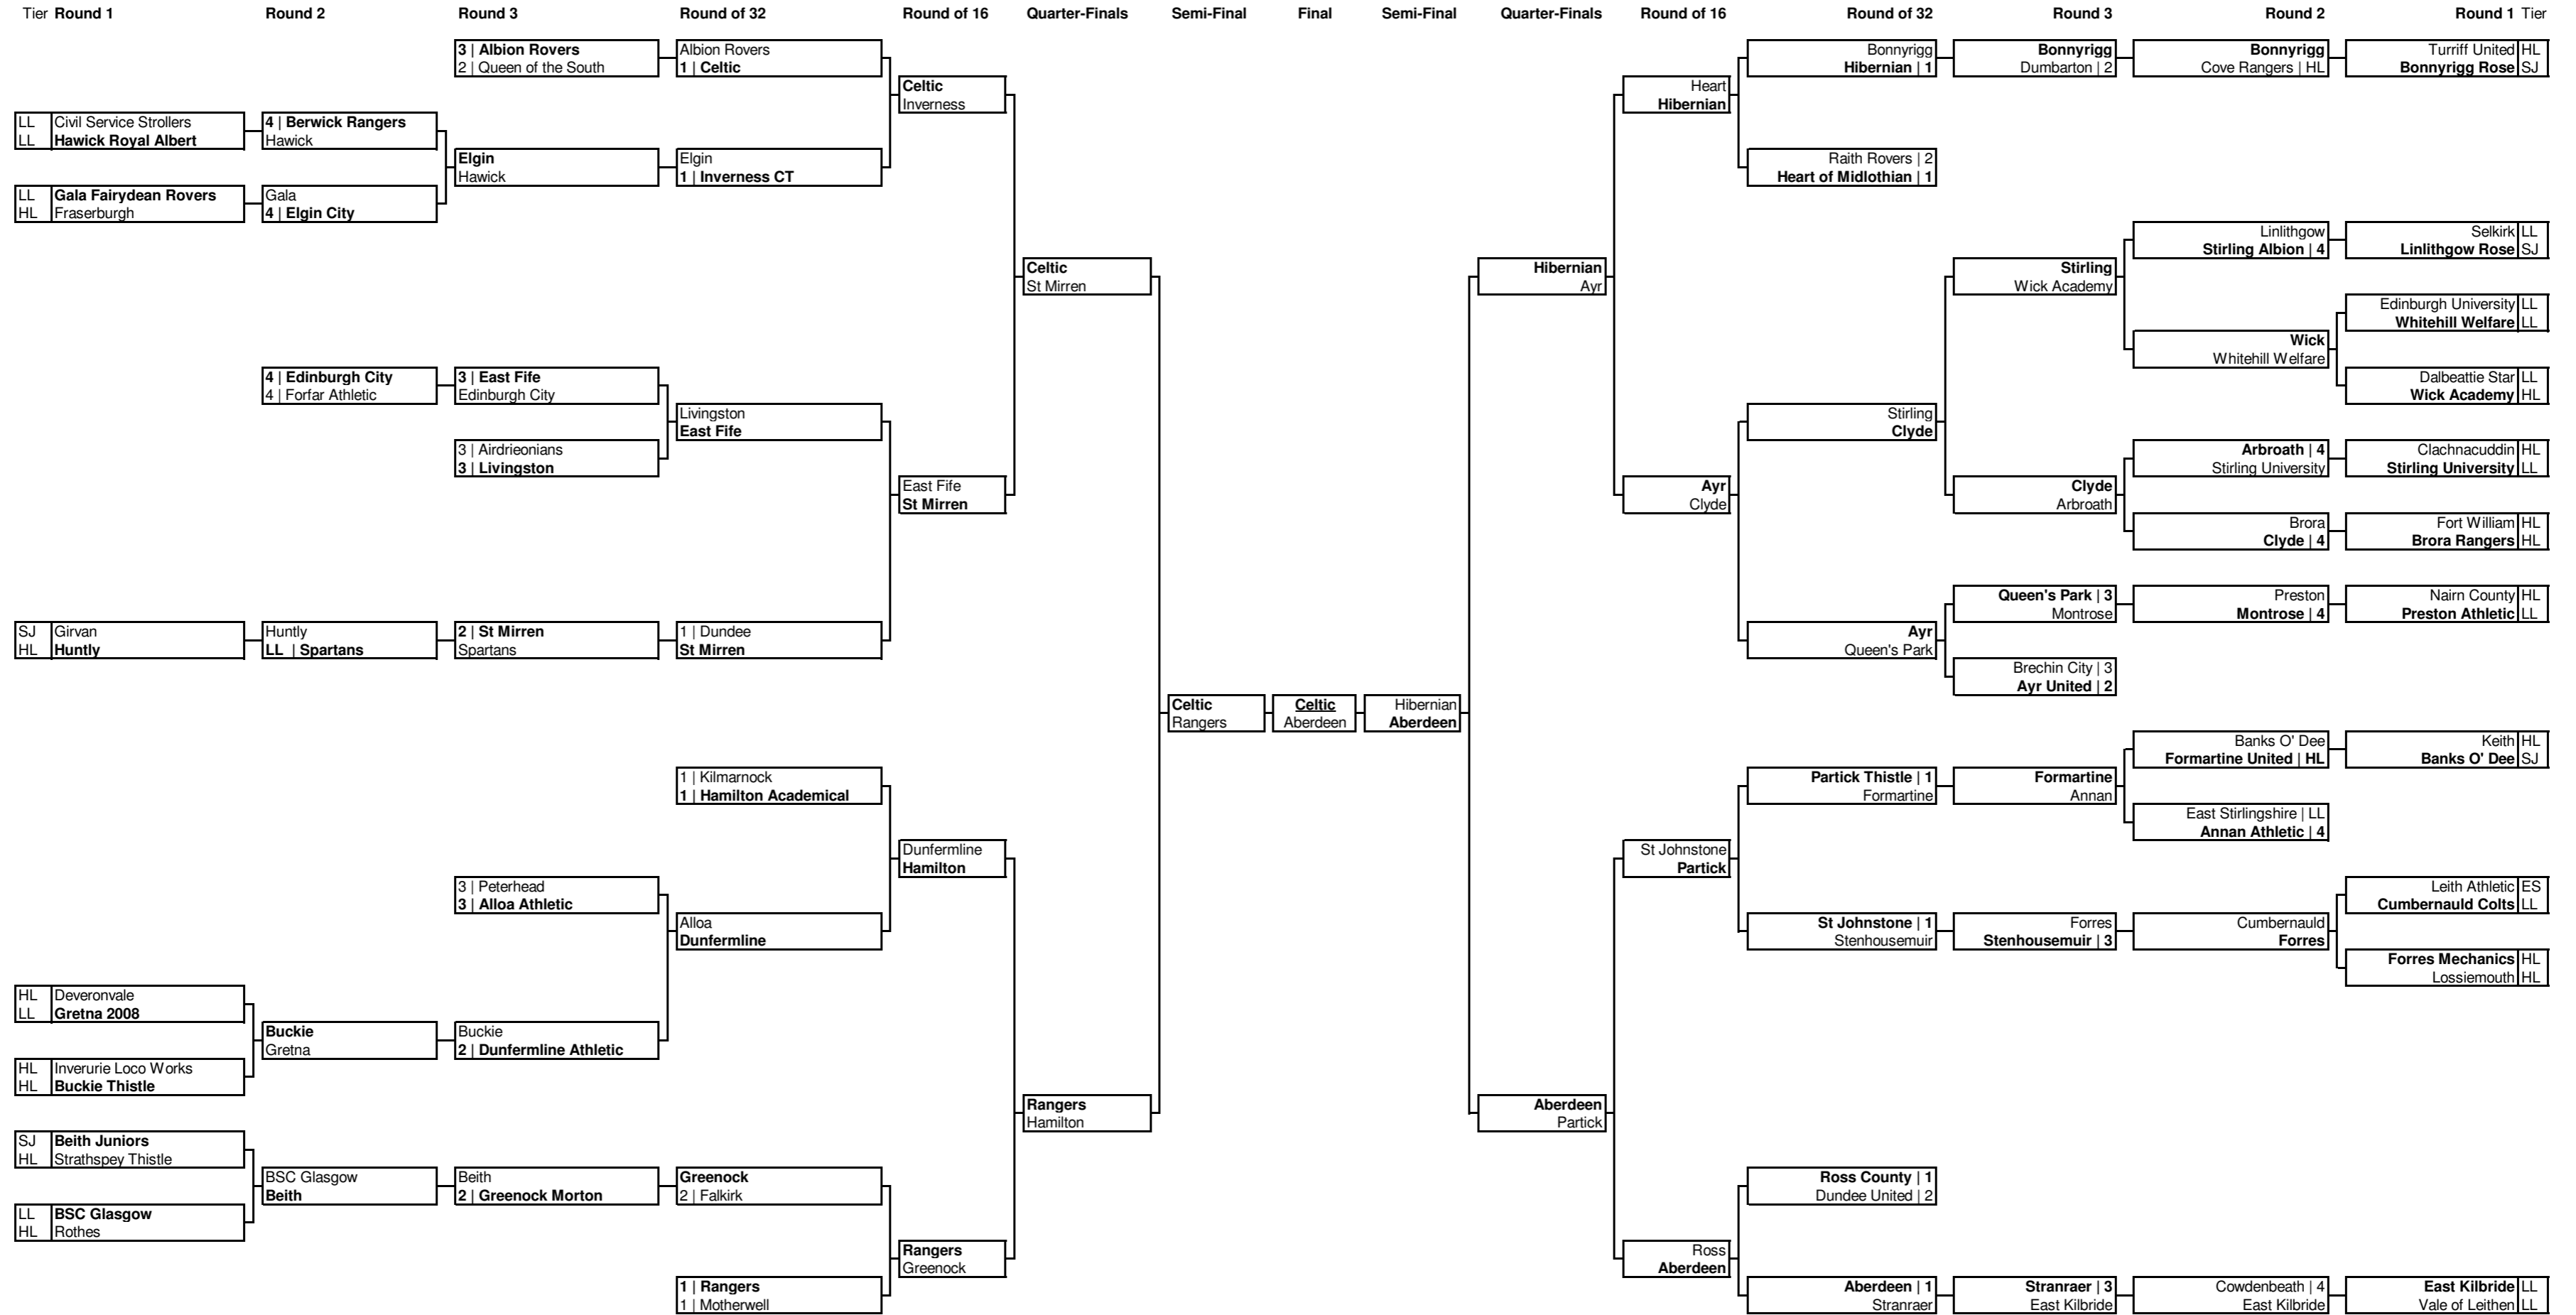 Tier Round 1 Round 2 Round 3 Round of 32 Round of 16 Quarter-Finals Semi-Final Final Semi-Final Quarter-Finals Round of 16 Round of 32 Round 3 Round 2 Round 1 Tier
3 | Albion Rovers
2 | Queen of the South
Albion Rovers
1 | Celtic
Celtic
Inverness
LL Civil Service Strollers
LL Hawick Royal Albert
4 | Berwick Rangers
Hawick
Elgin
Hawick
Elgin
1 | Inverness CT
LL Gala Fairydean Rovers
HL Fraserburgh
Gala
4 | Elgin City
Celtic
St Mirren
4 | Edinburgh City
4 | Forfar Athletic
3 | East Fife
Edinburgh City
Livingston
East Fife
3 | Airdrieonians
3 | Livingston
East Fife
St Mirren
SJ Girvan
HL Huntly
Huntly
LL | Spartans
2 | St Mirren
Spartans
1 | Dundee
St Mirren
Celtic
Rangers
Celtic
Aberdeen
Hibernian
Aberdeen
1 | Kilmarnock
1 | Hamilton Academical
Dunfermline
Hamilton
3 | Peterhead
3 | Alloa Athletic
Alloa
Dunfermline
HL Deveronvale
LL Gretna 2008
Buckie
Gretna
Buckie
2 | Dunfermline Athletic
HL Inverurie Loco Works
HL Buckie Thistle
Rangers
Hamilton
SJ Beith Juniors
HL Strathspey Thistle
BSC Glasgow
Beith
Beith
2 | Greenock Morton
Greenock
2 | Falkirk
LL BSC Glasgow
HL Rothes
Rangers
Greenock
1 | Rangers
1 | Motherwell
Heart
Hibernian
Bonnyrigg
Hibernian | 1
Bonnyrigg
Dumbarton | 2
Bonnyrigg
Cove Rangers | HL
Turriff United HL
Bonnyrigg Rose SJ
Raith Rovers | 2
Heart of Midlothian | 1
Linlithgow
Stirling Albion | 4
Selkirk LL
Linlithgow Rose SJ
Hibernian
Ayr
Stirling
Wick Academy
Edinburgh University LL
Whitehill Welfare LL
Wick
Whitehill Welfare
Dalbeattie Star LL
Wick Academy HL
Stirling
Clyde
Arbroath | 4
Stirling University
Clachnacuddin HL
Stirling University LL
Ayr
Clyde
Clyde
Arbroath
Brora
Clyde | 4
Fort William HL
Brora Rangers HL
Queen's Park | 3
Montrose
Preston
Montrose | 4
Nairn County HL
Preston Athletic LL
Ayr
Queen's Park
Brechin City | 3
Ayr United | 2
Banks O' Dee
Formartine United | HL
Keith HL
Banks O' Dee SJ
Partick Thistle | 1
Formartine
Formartine
Annan
East Stirlingshire | LL
Annan Athletic | 4
St Johnstone
Partick
Leith Athletic ES
Cumbernauld Colts LL
St Johnstone | 1
Stenhousemuir
Forres
Stenhousemuir | 3
Cumbernauld
Forres
Forres Mechanics HL
Lossiemouth HL
Aberdeen
Partick
Ross County | 1
Dundee United | 2
Ross
Aberdeen
Aberdeen | 1
Stranraer
Stranraer | 3
East Kilbride
Cowdenbeath | 4
East Kilbride
East Kilbride LL
Vale of Leithen LL